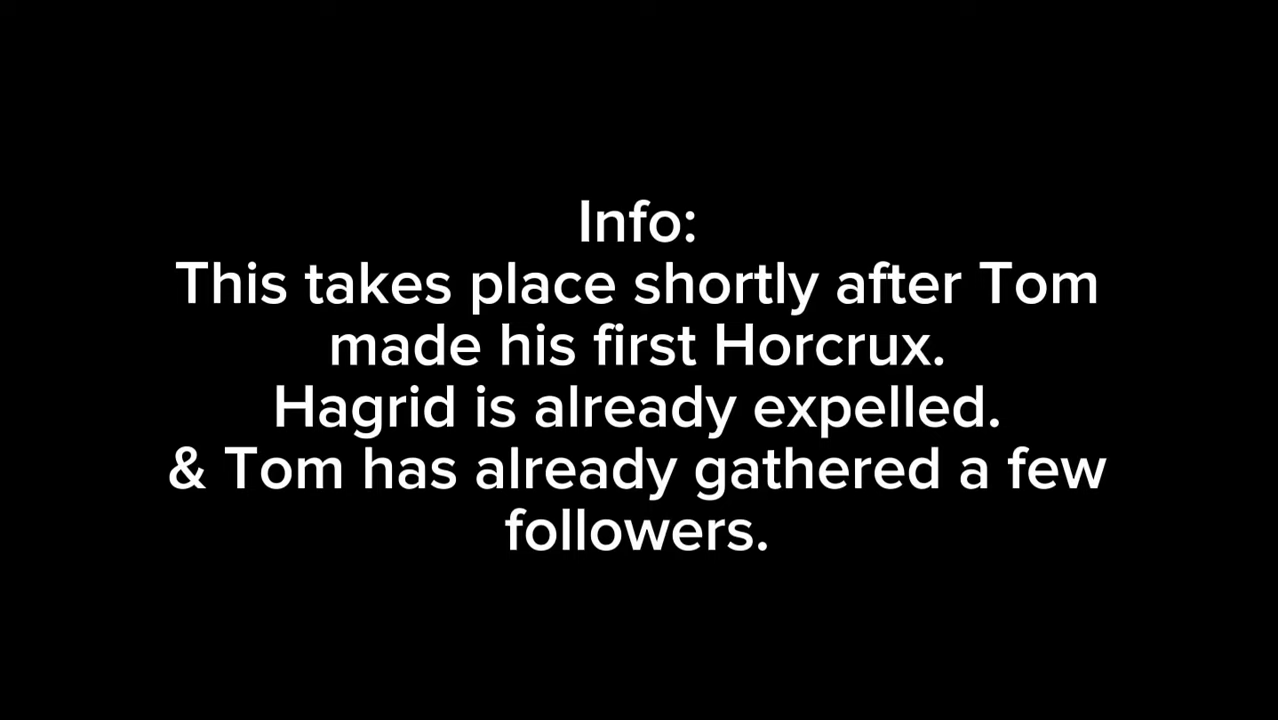 Info:
This takes place shortly after Tom
made his first Horcrux.
Hagrid is already expelled.
& Tom has already gathered a few
followers.